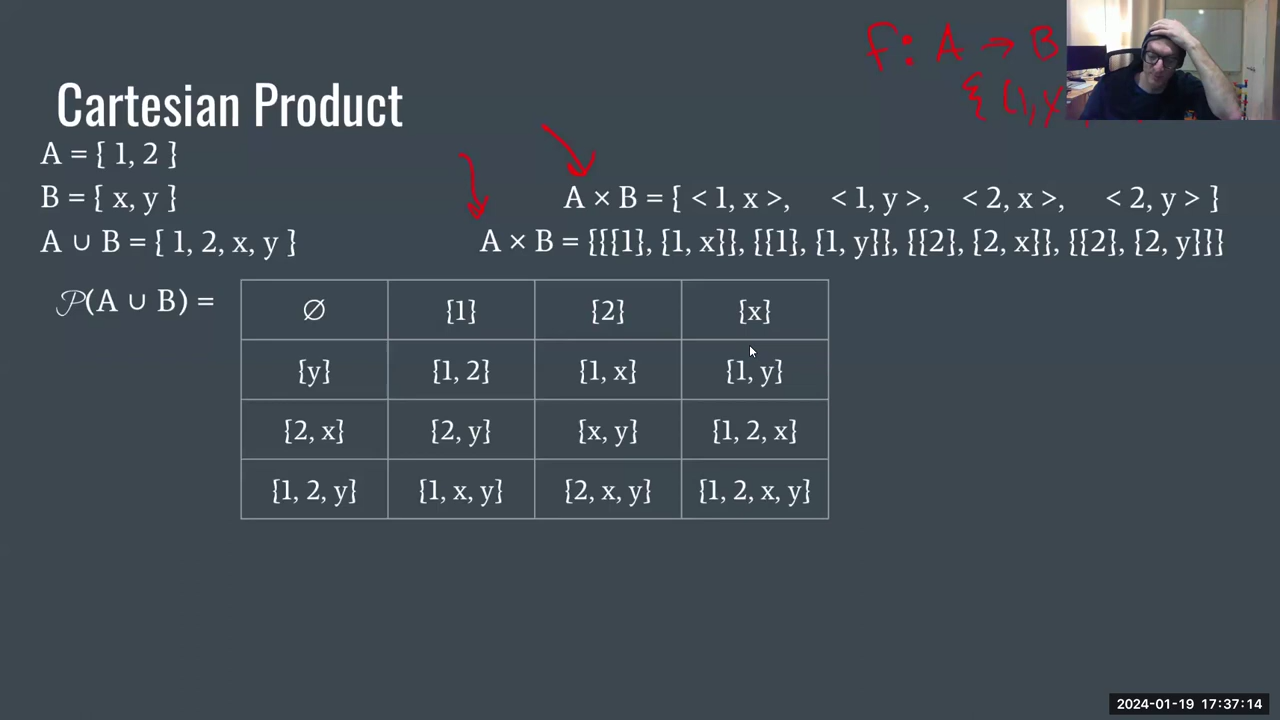 f: A → B
Cartesian Product
{ (1, x
A = { 1, 2 }
B = { x, y }
A × B = { < 1, x >, < 1, y >, < 2, x >, < 2, y > }
A ∪ B = { 1, 2, x, y }
A × B = {{{1}, {1, x}}, {{1}, {1, y}}, {{2}, {2, x}}, {{2}, {2, y}}}
𝒫(A ∪ B) =
∅ {1} {2} {x}
{y} {1, 2} {1, x} {1, y}
{2, x} {2, y} {x, y} {1, 2, x}
{1, 2, y} {1, x, y} {2, x, y} {1, 2, x, y}
2024-01-19 17:37:14